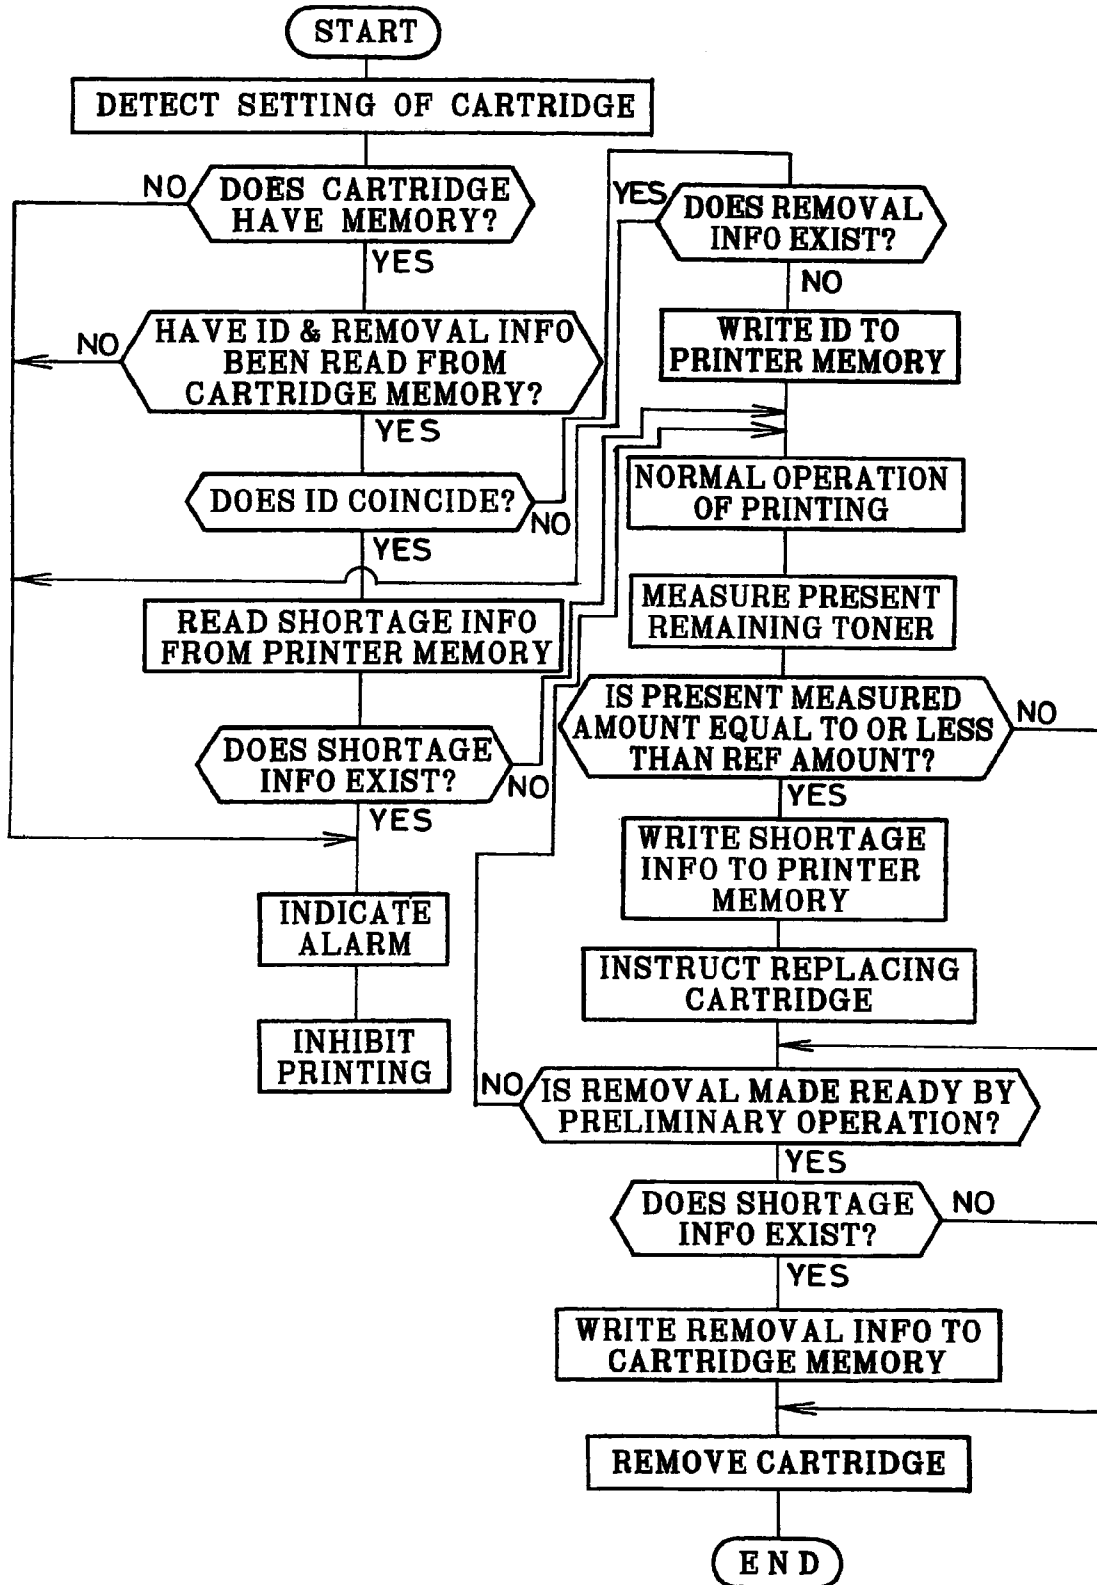 START
DETECT SETTING OF CARTRIDGE
NO
DOES CARTRIDGE
HAVE MEMORY?
YES
NO
HAVE ID & REMOVAL INFO
BEEN READ FROM
CARTRIDGE MEMORY?
YES
DOES ID COINCIDE?
NO
YES
READ SHORTAGE INFO
FROM PRINTER MEMORY
DOES SHORTAGE
INFO EXIST?
NO
YES
INDICATE
ALARM
INHIBIT
PRINTING
YES
DOES REMOVAL
INFO EXIST?
NO
WRITE ID TO
PRINTER MEMORY
NORMAL OPERATION
OF PRINTING
MEASURE PRESENT
REMAINING TONER
IS PRESENT MEASURED
AMOUNT EQUAL TO OR LESS
THAN REF AMOUNT?
NO
YES
WRITE SHORTAGE
INFO TO PRINTER
MEMORY
INSTRUCT REPLACING
CARTRIDGE
NO
IS REMOVAL MADE READY BY
PRELIMINARY OPERATION?
YES
DOES SHORTAGE
INFO EXIST?
NO
YES
WRITE REMOVAL INFO TO
CARTRIDGE MEMORY
REMOVE CARTRIDGE
END